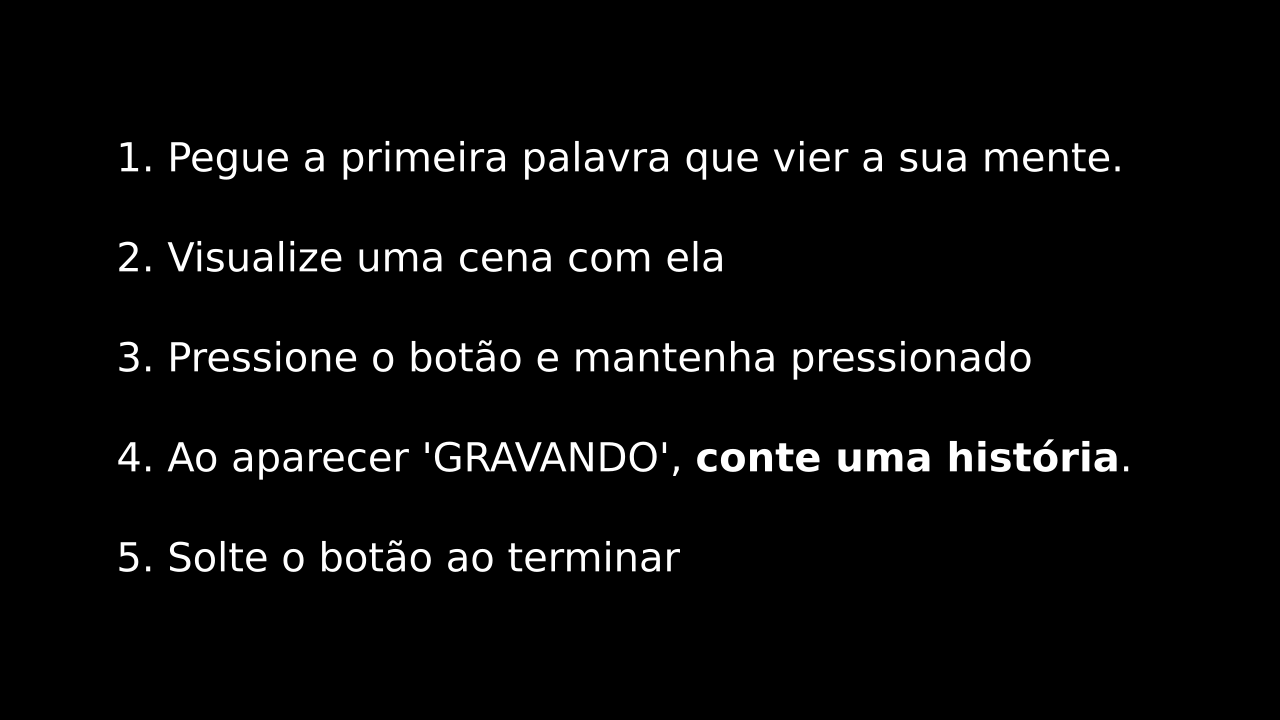 1. Pegue a primeira palavra que vier a sua mente.
2. Visualize uma cena com ela
3. Pressione o botão e mantenha pressionado
4. Ao aparecer 'GRAVANDO', conte uma história.
5. Solte o botão ao terminar